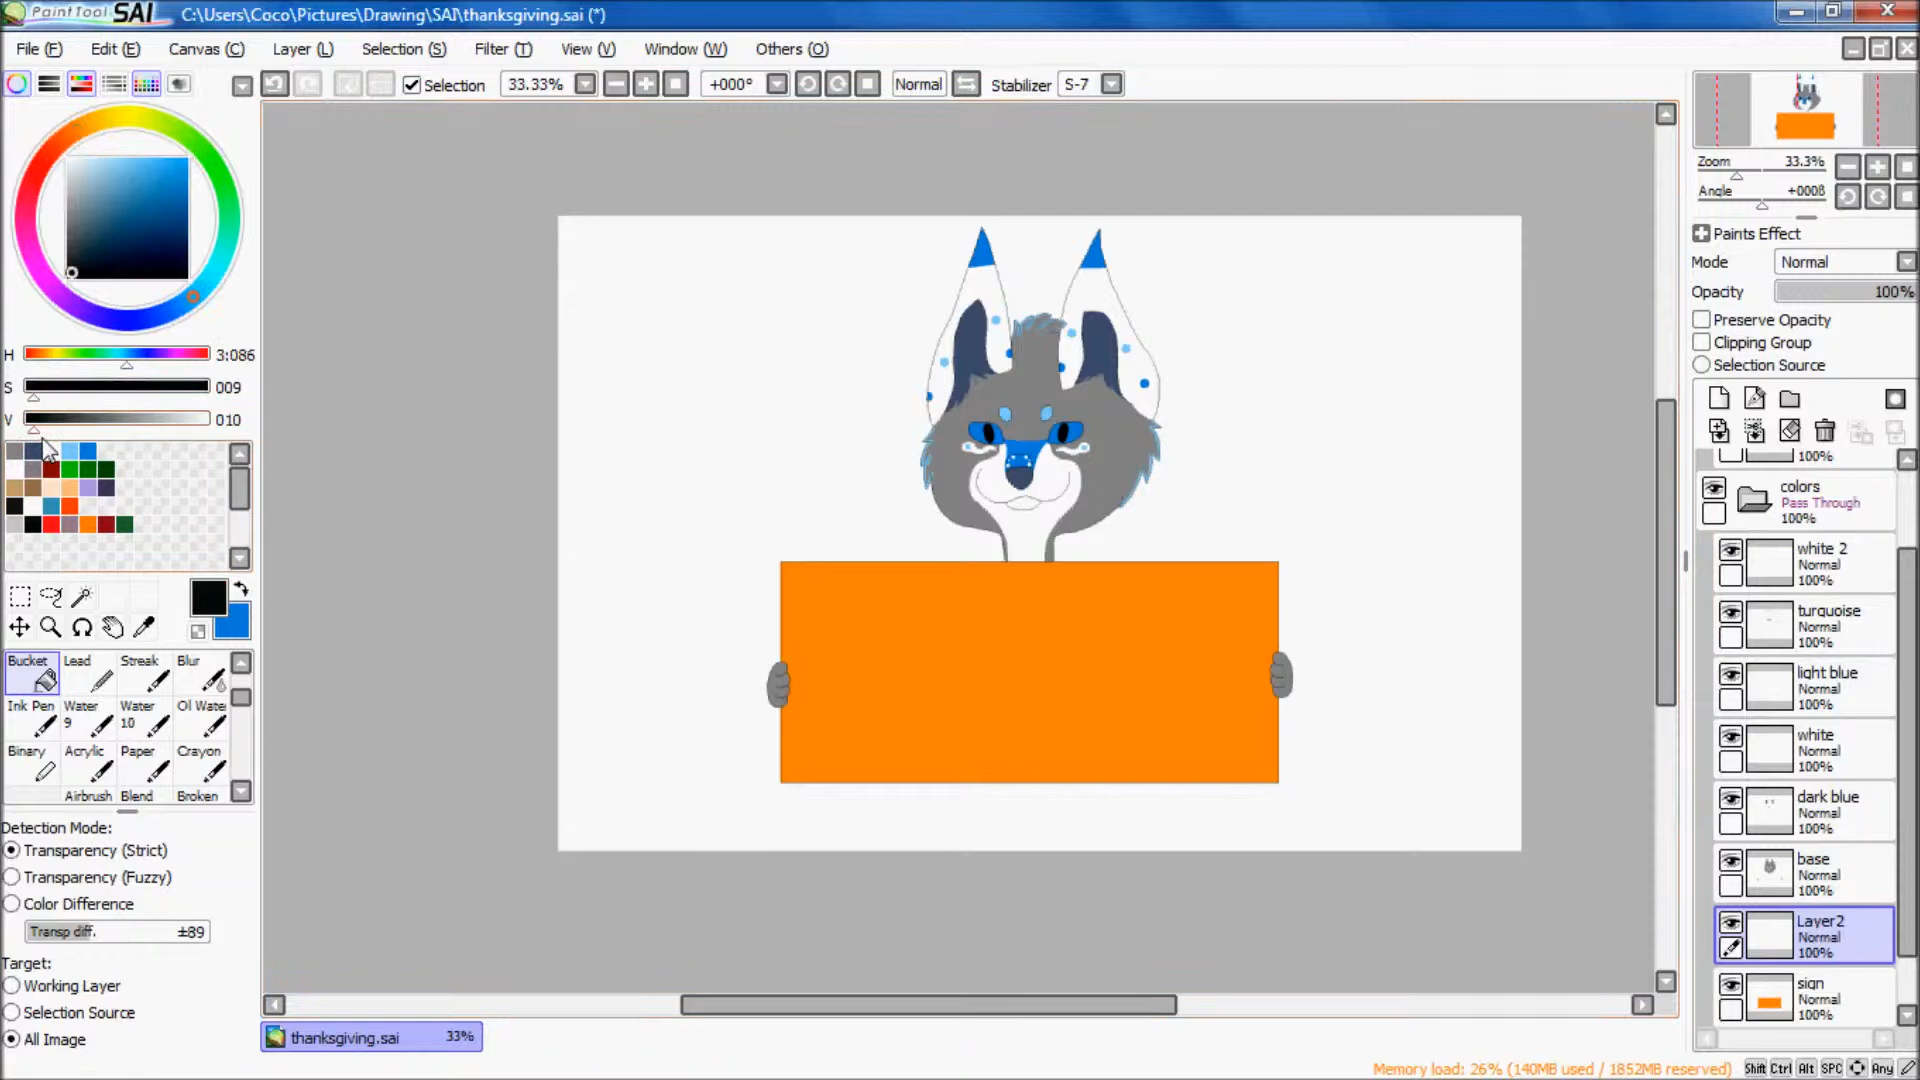 PaintTool SAI C:\Users\Coco\Pictures\Drawing\SAI\thanksgiving.sai (*)
File (F) Edit (E) Canvas (C) Layer (L) Selection (S) Filter (T) View (V) Window (W) Others (O)
Selection 33.33% +000° Normal Stabilizer S-7
Zoom 33.3%
Angle +000ß
Paints Effect
Mode Normal
Opacity 100%
Preserve Opacity
Clipping Group
Selection Source
H 3:086
S 009
V 010
100%
colors
Pass Through
100%
white 2
Normal
100%
turquoise
Normal
100%
light blue
Normal
100%
white
Normal
100%
dark blue
Normal
100%
base
Normal
100%
Layer2
Normal
100%
sign
Normal
100%
Bucket Lead Streak Blur
Ink Pen Water 9 Water 10 Ol Wate
Binary Acrylic Paper Crayon
Airbrush Blend Broken
Detection Mode:
Transparency (Strict)
Transparency (Fuzzy)
Color Difference
Transp diff. ±89
Target:
Working Layer
Selection Source
All Image
thanksgiving.sai 33%
Memory load: 26% (140MB used / 1852MB reserved) Shift Ctrl Alt SPC Any